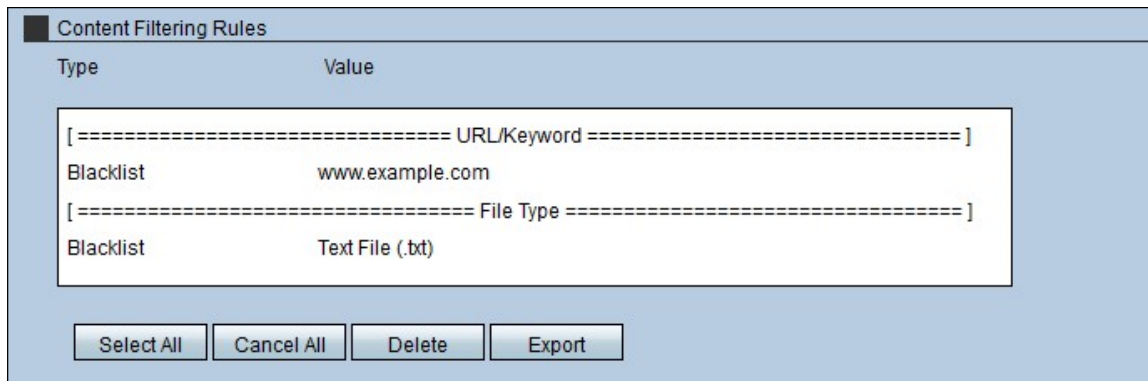 Content Filtering Rules
Type Value
[ ================================ URL/Keyword ================================ ]
Blacklist www.example.com
[ ================================== File Type ================================== ]
Blacklist Text File (.txt)
Select All Cancel All Delete Export